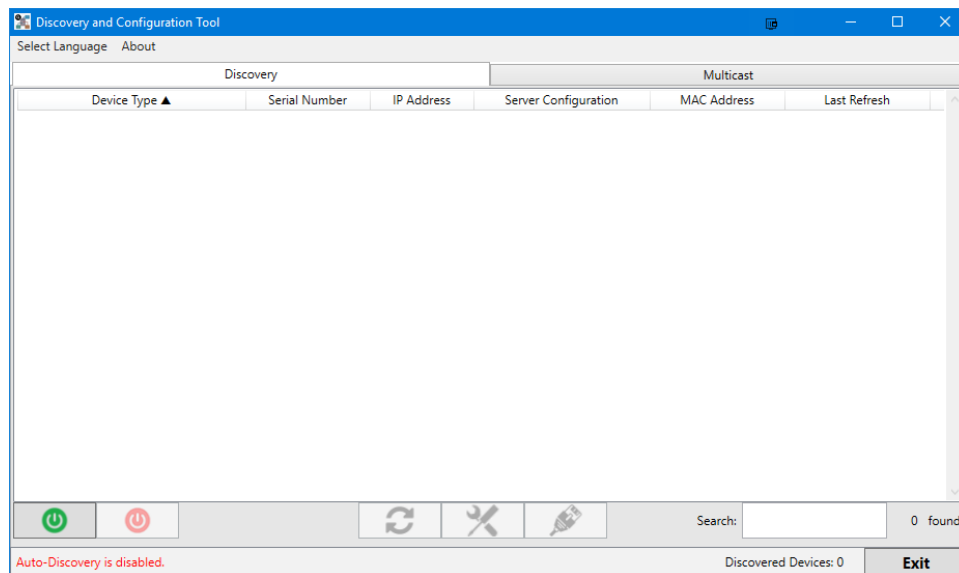 Discovery and Configuration Tool
Select Language About
Discovery Multicast
Device Type ▲ Serial Number IP Address Server Configuration MAC Address Last Refresh
Search: 0 found
Auto-Discovery is disabled. Discovered Devices: 0 Exit